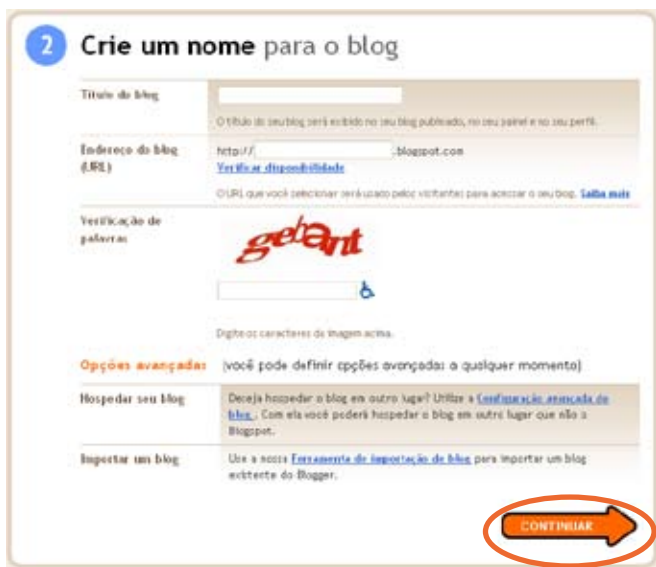 2 Crie um nome para o blog
Título do blog
O título do seu blog será exibido no seu blog publicado, no seu painel e no seu perfil.
Endereço do blog
(URL)
http:// .blogspot.com
Verificar disponibilidade
O URL que você selecionar será usado pelos visitantes para acessar o seu blog. Saiba mais
Verificação de
palavras
gebant
Digite os caracteres da imagem acima.
Opções avançadas (você pode definir opções avançadas a qualquer momento)
Hospedar seu blog
Deseja hospedar o blog em outro lugar? Utilize a Configuração avançada do
blog . Com ela você poderá hospedar o blog em outro lugar que não o
Blogspot.
Importar um blog
Use a nossa Ferramenta de importação de blog para importar um blog
existente do Blogger.
CONTINUAR